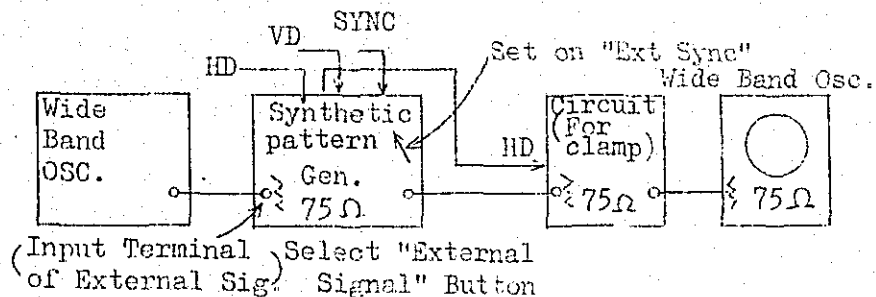 SYNC
VD
HD
Set on "Ext Sync"
Wide Band Osc.
Wide
Band
OSC.
Synthetic
pattern
Gen.
75Ω
HD
Circuit
(For
clamp)
75Ω
75Ω
(Input Terminal
of External Sig.)
Select "External
Signal" Button